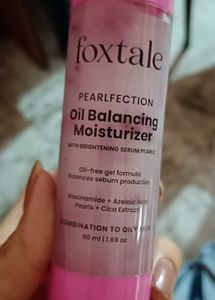 foxtale
PEARLFECTION
Oil Balancing
Moisturizer
WITH BRIGHTENING SERUM PEARLS
Oil-free gel formula
Balances sebum production
Niacinamide + Azelaic Acid
Pearls + Cica Extract
COMBINATION TO OILY SKIN
50 ml | 1.69 oz